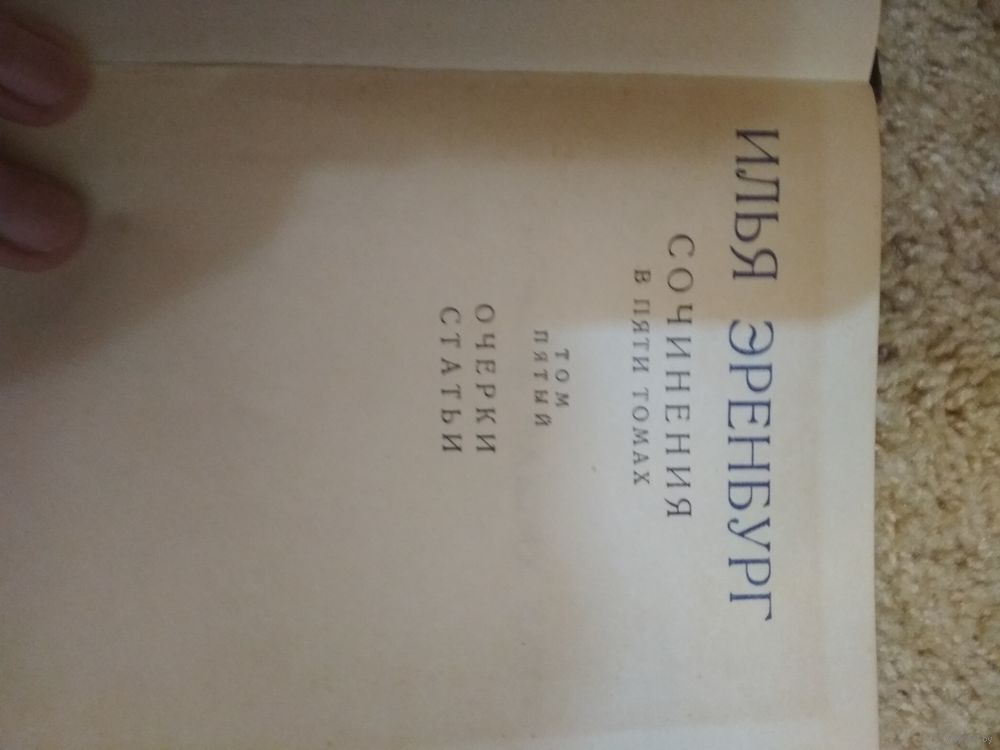 ИЛЬЯ ЭРЕНБУРГ
СОЧИНЕНИЯ
В ПЯТИ ТОМАХ
ТОМ
ПЯТЫЙ
ОЧЕРКИ
СТАТЬИ